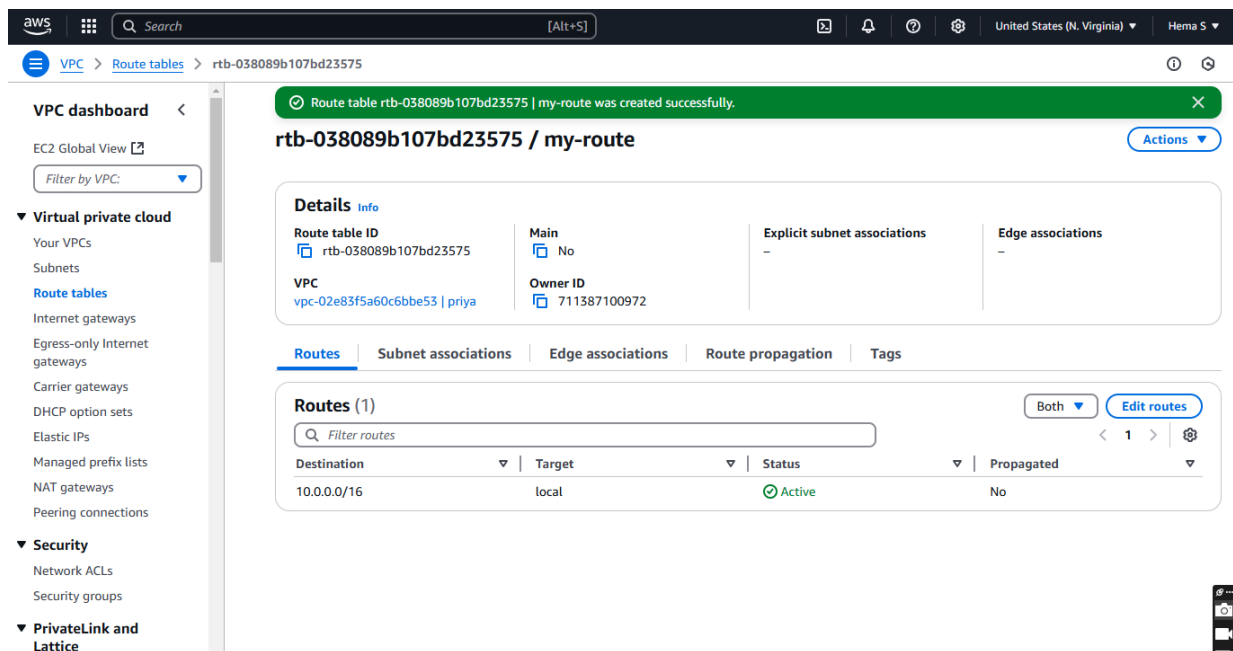 aws Search [Alt+S] United States (N. Virginia) Hema S
VPC > Route tables > rtb-038089b107bd23575
VPC dashboard
EC2 Global View
Filter by VPC:
Virtual private cloud
Your VPCs
Subnets
Route tables
Internet gateways
Egress-only Internet
gateways
Carrier gateways
DHCP option sets
Elastic IPs
Managed prefix lists
NAT gateways
Peering connections
Security
Network ACLs
Security groups
PrivateLink and
Lattice
Route table rtb-038089b107bd23575 | my-route was created successfully.
rtb-038089b107bd23575 / my-route
Actions
Details Info
Route table ID
rtb-038089b107bd23575
Main
No
Explicit subnet associations
–
Edge associations
–
VPC
vpc-02e83f5a60c6bbe53 | priya
Owner ID
711387100972
Routes Subnet associations Edge associations Route propagation Tags
Routes (1)
Both Edit routes
Filter routes
1
Destination Target Status Propagated
10.0.0.0/16 local Active No